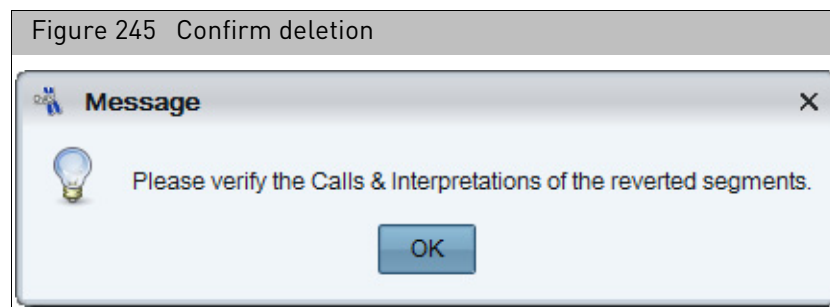 Figure 245 Confirm deletion
Message
Please verify the Calls & Interpretations of the reverted segments.
OK